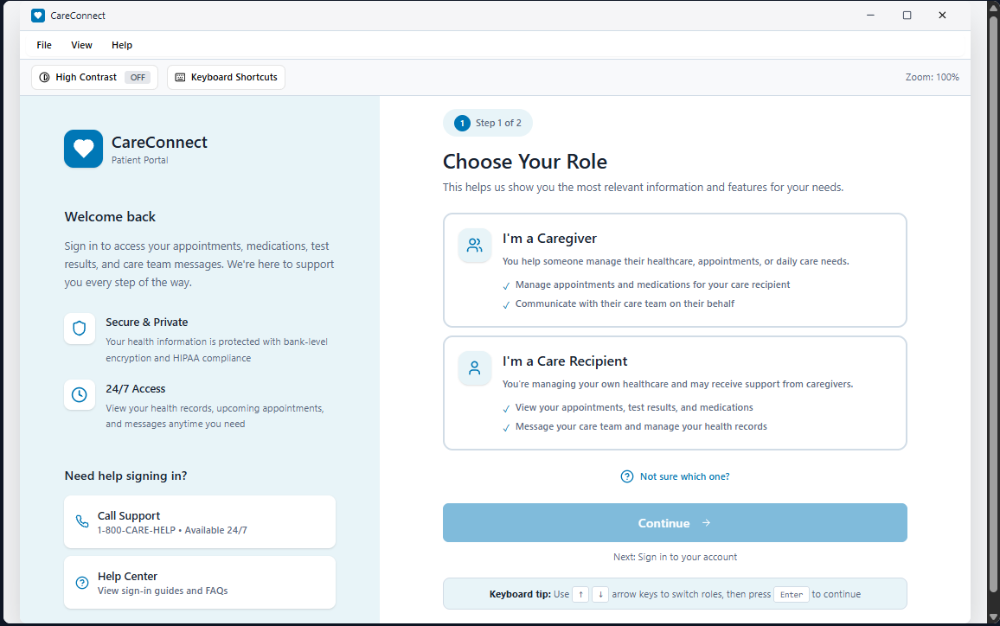 CareConnect
File View Help
High Contrast OFF Keyboard Shortcuts Zoom: 100%
CareConnect
Patient Portal
Welcome back
Sign in to access your appointments, medications, test
results, and care team messages. We're here to support
you every step of the way.
Secure & Private
Your health information is protected with bank-level
encryption and HIPAA compliance
24/7 Access
View your health records, upcoming appointments,
and messages anytime you need
Need help signing in?
Call Support
1-800-CARE-HELP • Available 24/7
Help Center
View sign-in guides and FAQs
1 Step 1 of 2
Choose Your Role
This helps us show you the most relevant information and features for your needs.
I'm a Caregiver
You help someone manage their healthcare, appointments, or daily care needs.
✓ Manage appointments and medications for your care recipient
✓ Communicate with their care team on their behalf
I'm a Care Recipient
You're managing your own healthcare and may receive support from caregivers.
✓ View your appointments, test results, and medications
✓ Message your care team and manage your health records
Not sure which one?
Continue →
Next: Sign in to your account
Keyboard tip: Use ↑ ↓ arrow keys to switch roles, then press Enter to continue